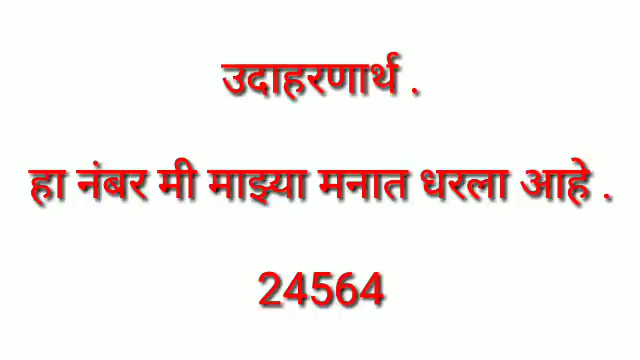 उदाहरणार्थ .
हा नंबर मी माझ्या मनात धरला आहे .
24564